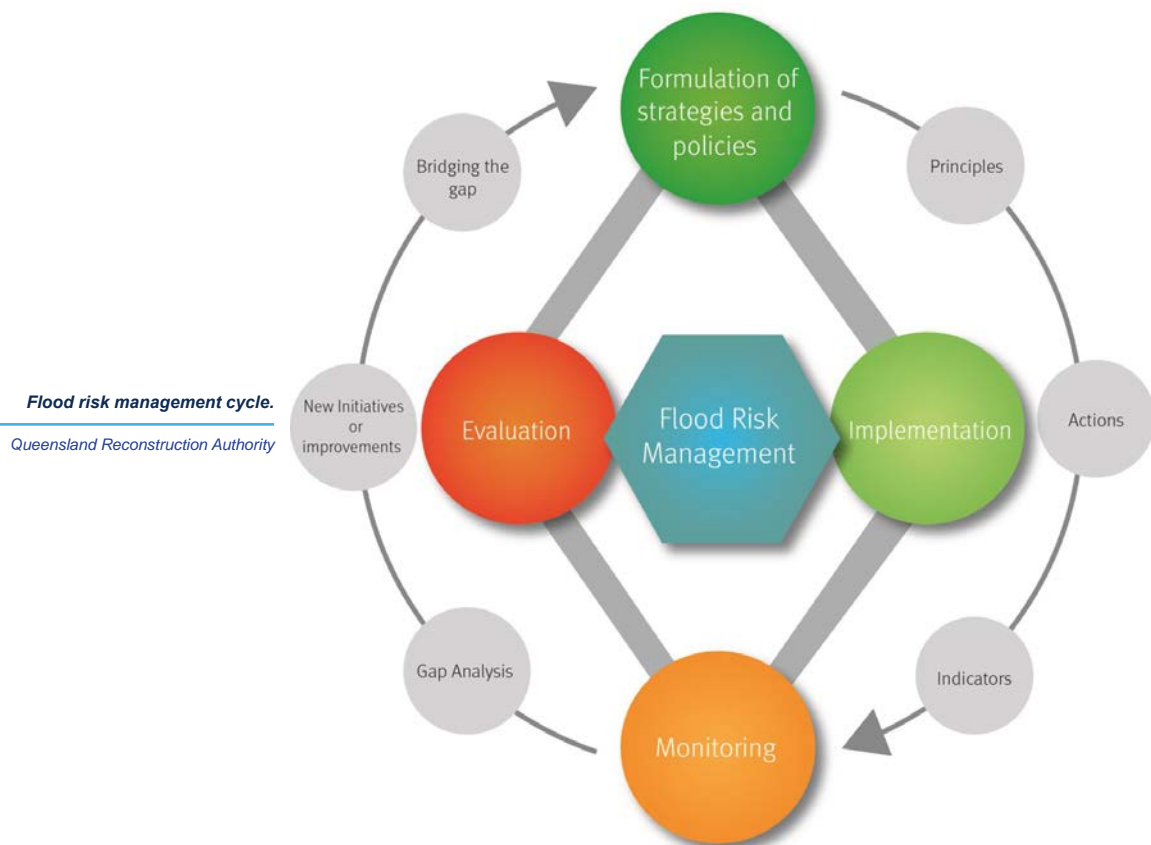 Formulation of
strategies and
policies
Bridging the
gap
Principles
Flood risk management cycle.
Queensland Reconstruction Authority
New Initiatives
or
improvements
Evaluation
Flood Risk
Management
Implementation
Actions
Gap Analysis
Indicators
Monitoring